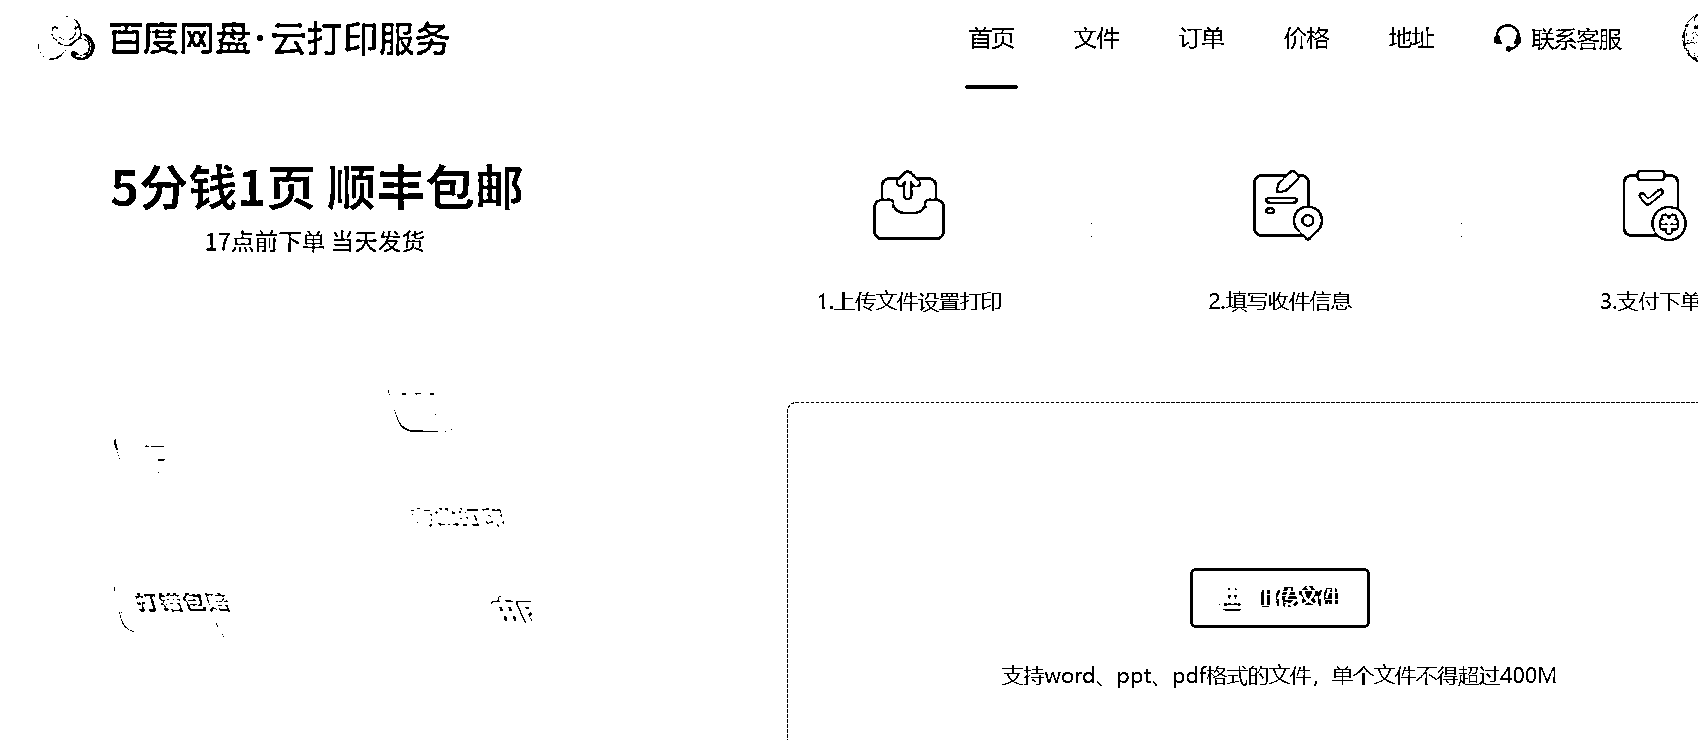 百度网盘·云打印服务
首页 文件 订单 价格 地址 联系客服
5分钱1页 顺丰包邮
17点前下单 当天发货
1.上传文件设置打印 2.填写收件信息 3.支付下单
打错包赔
上传文件
支持word、ppt、pdf格式的文件，单个文件不得超过400M